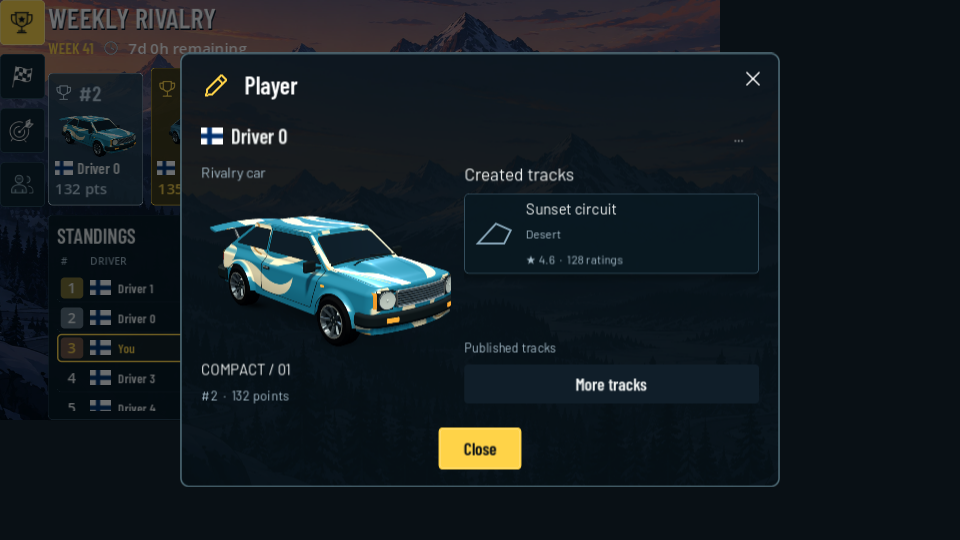 WEEKLY RIVALRY
WEEK 41 7d 0h remaining
#2
Driver 0
132 pts
135
STANDINGS
# DRIVER
1 Driver 1
2 Driver 0
3 You
4 Driver 3
5 Driver 4
Player
Driver 0
...
Rivalry car
COMPACT / 01
#2 · 132 points
Created tracks
Sunset circuit
Desert
★ 4.6 · 128 ratings
Published tracks
More tracks
Close